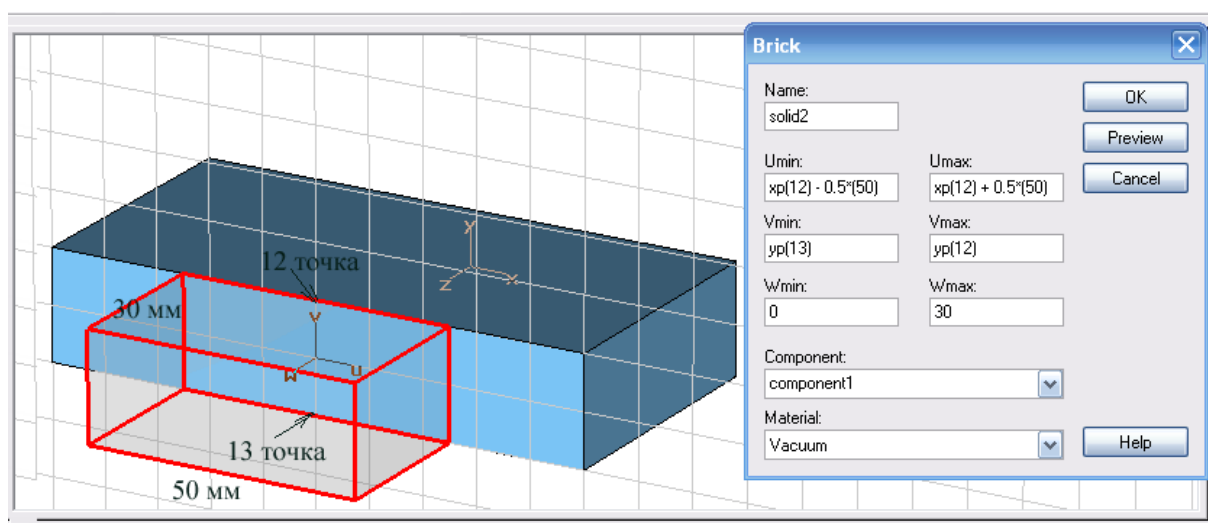 12 точка
30 мм
13 точка
50 мм
Y
X
Z
V
U
W
Brick
Name:
solid2
OK
Preview
Cancel
Umin:
Umax:
xp(12) - 0.5*(50)
xp(12) + 0.5*(50)
Vmin:
Vmax:
yp(13)
yp(12)
Wmin:
Wmax:
0
30
Component:
component1
Material:
Vacuum
Help